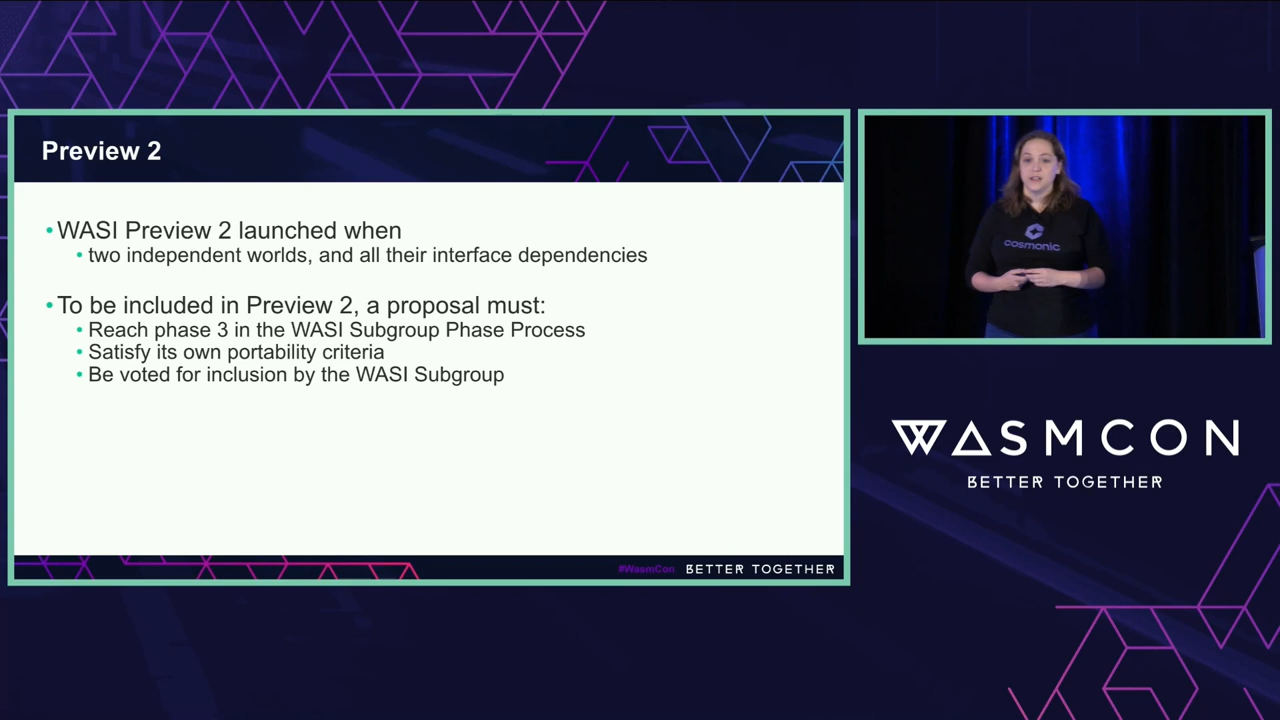 Preview 2
•WASI Preview 2 launched when
• two independent worlds, and all their interface dependencies
•To be included in Preview 2, a proposal must:
• Reach phase 3 in the WASI Subgroup Phase Process
• Satisfy its own portability criteria
• Be voted for inclusion by the WASI Subgroup
#WasmCon BETTER TOGETHER
cosmonic
WASMCON
BETTER TOGETHER